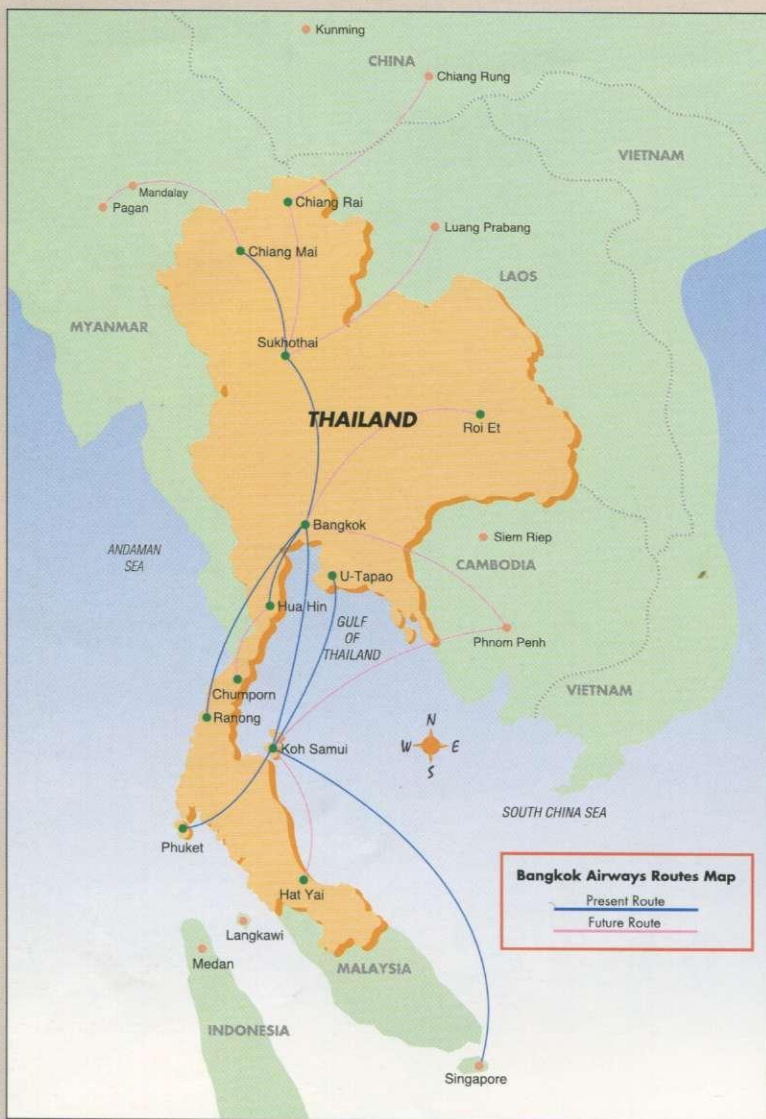 Kunming
CHINA
Chiang Rung
VIETNAM
Mandalay
Pagan
Chiang Rai
Luang Prabang
Chiang Mai
LAOS
MYANMAR
Sukhothai
THAILAND
Roi Et
Bangkok
Siem Riep
ANDAMAN
SEA
CAMBODIA
U-Tapao
Hua Hin
GULF
OF
THAILAND
Phnom Penh
Chumporn
VIETNAM
Ranong
Koh Samui
N
W E
S
SOUTH CHINA SEA
Phuket
Bangkok Airways Routes Map
Present Route
Future Route
Hat Yai
Langkawi
Medan
MALAYSIA
INDONESIA
Singapore